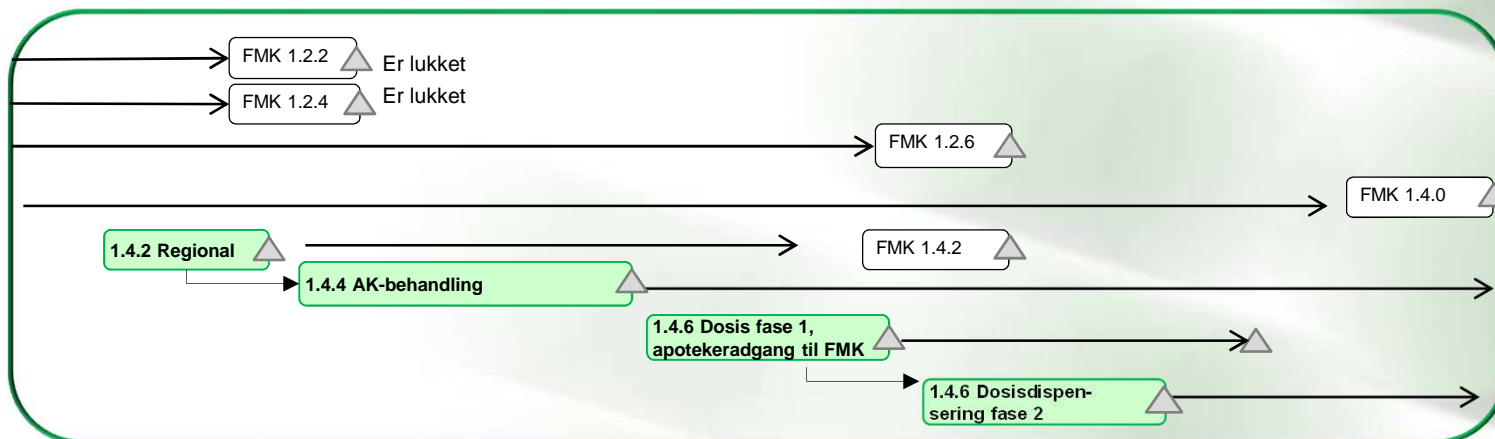 FMK 1.2.2
Er lukket
FMK 1.2.4
Er lukket
FMK 1.2.6
FMK 1.4.0
1.4.2 Regional
FMK 1.4.2
1.4.4 AK-behandling
1.4.6 Dosis fase 1,
apotekeradgang til FMK
1.4.6 Dosisdispen-
sering fase 2